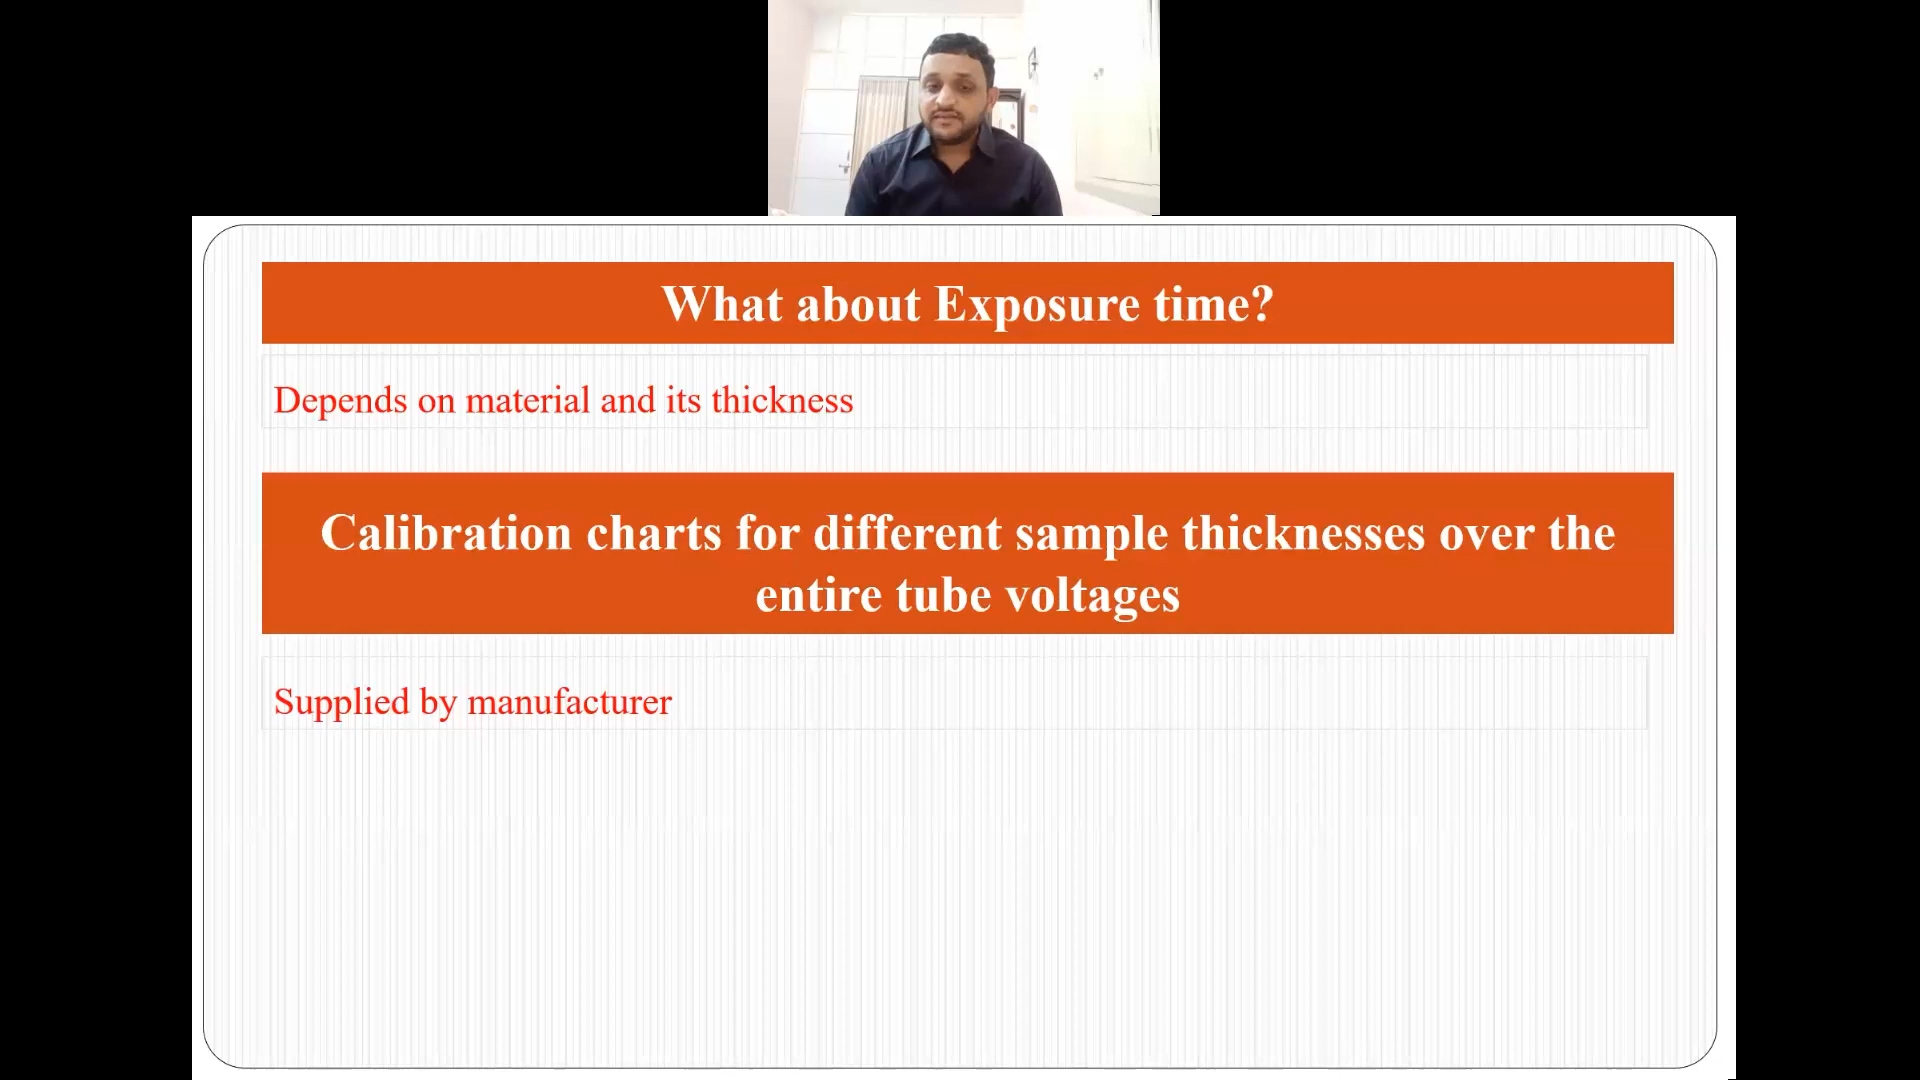 What about Exposure time?
Depends on material and its thickness
Calibration charts for different sample thicknesses over the
entire tube voltages
Supplied by manufacturer